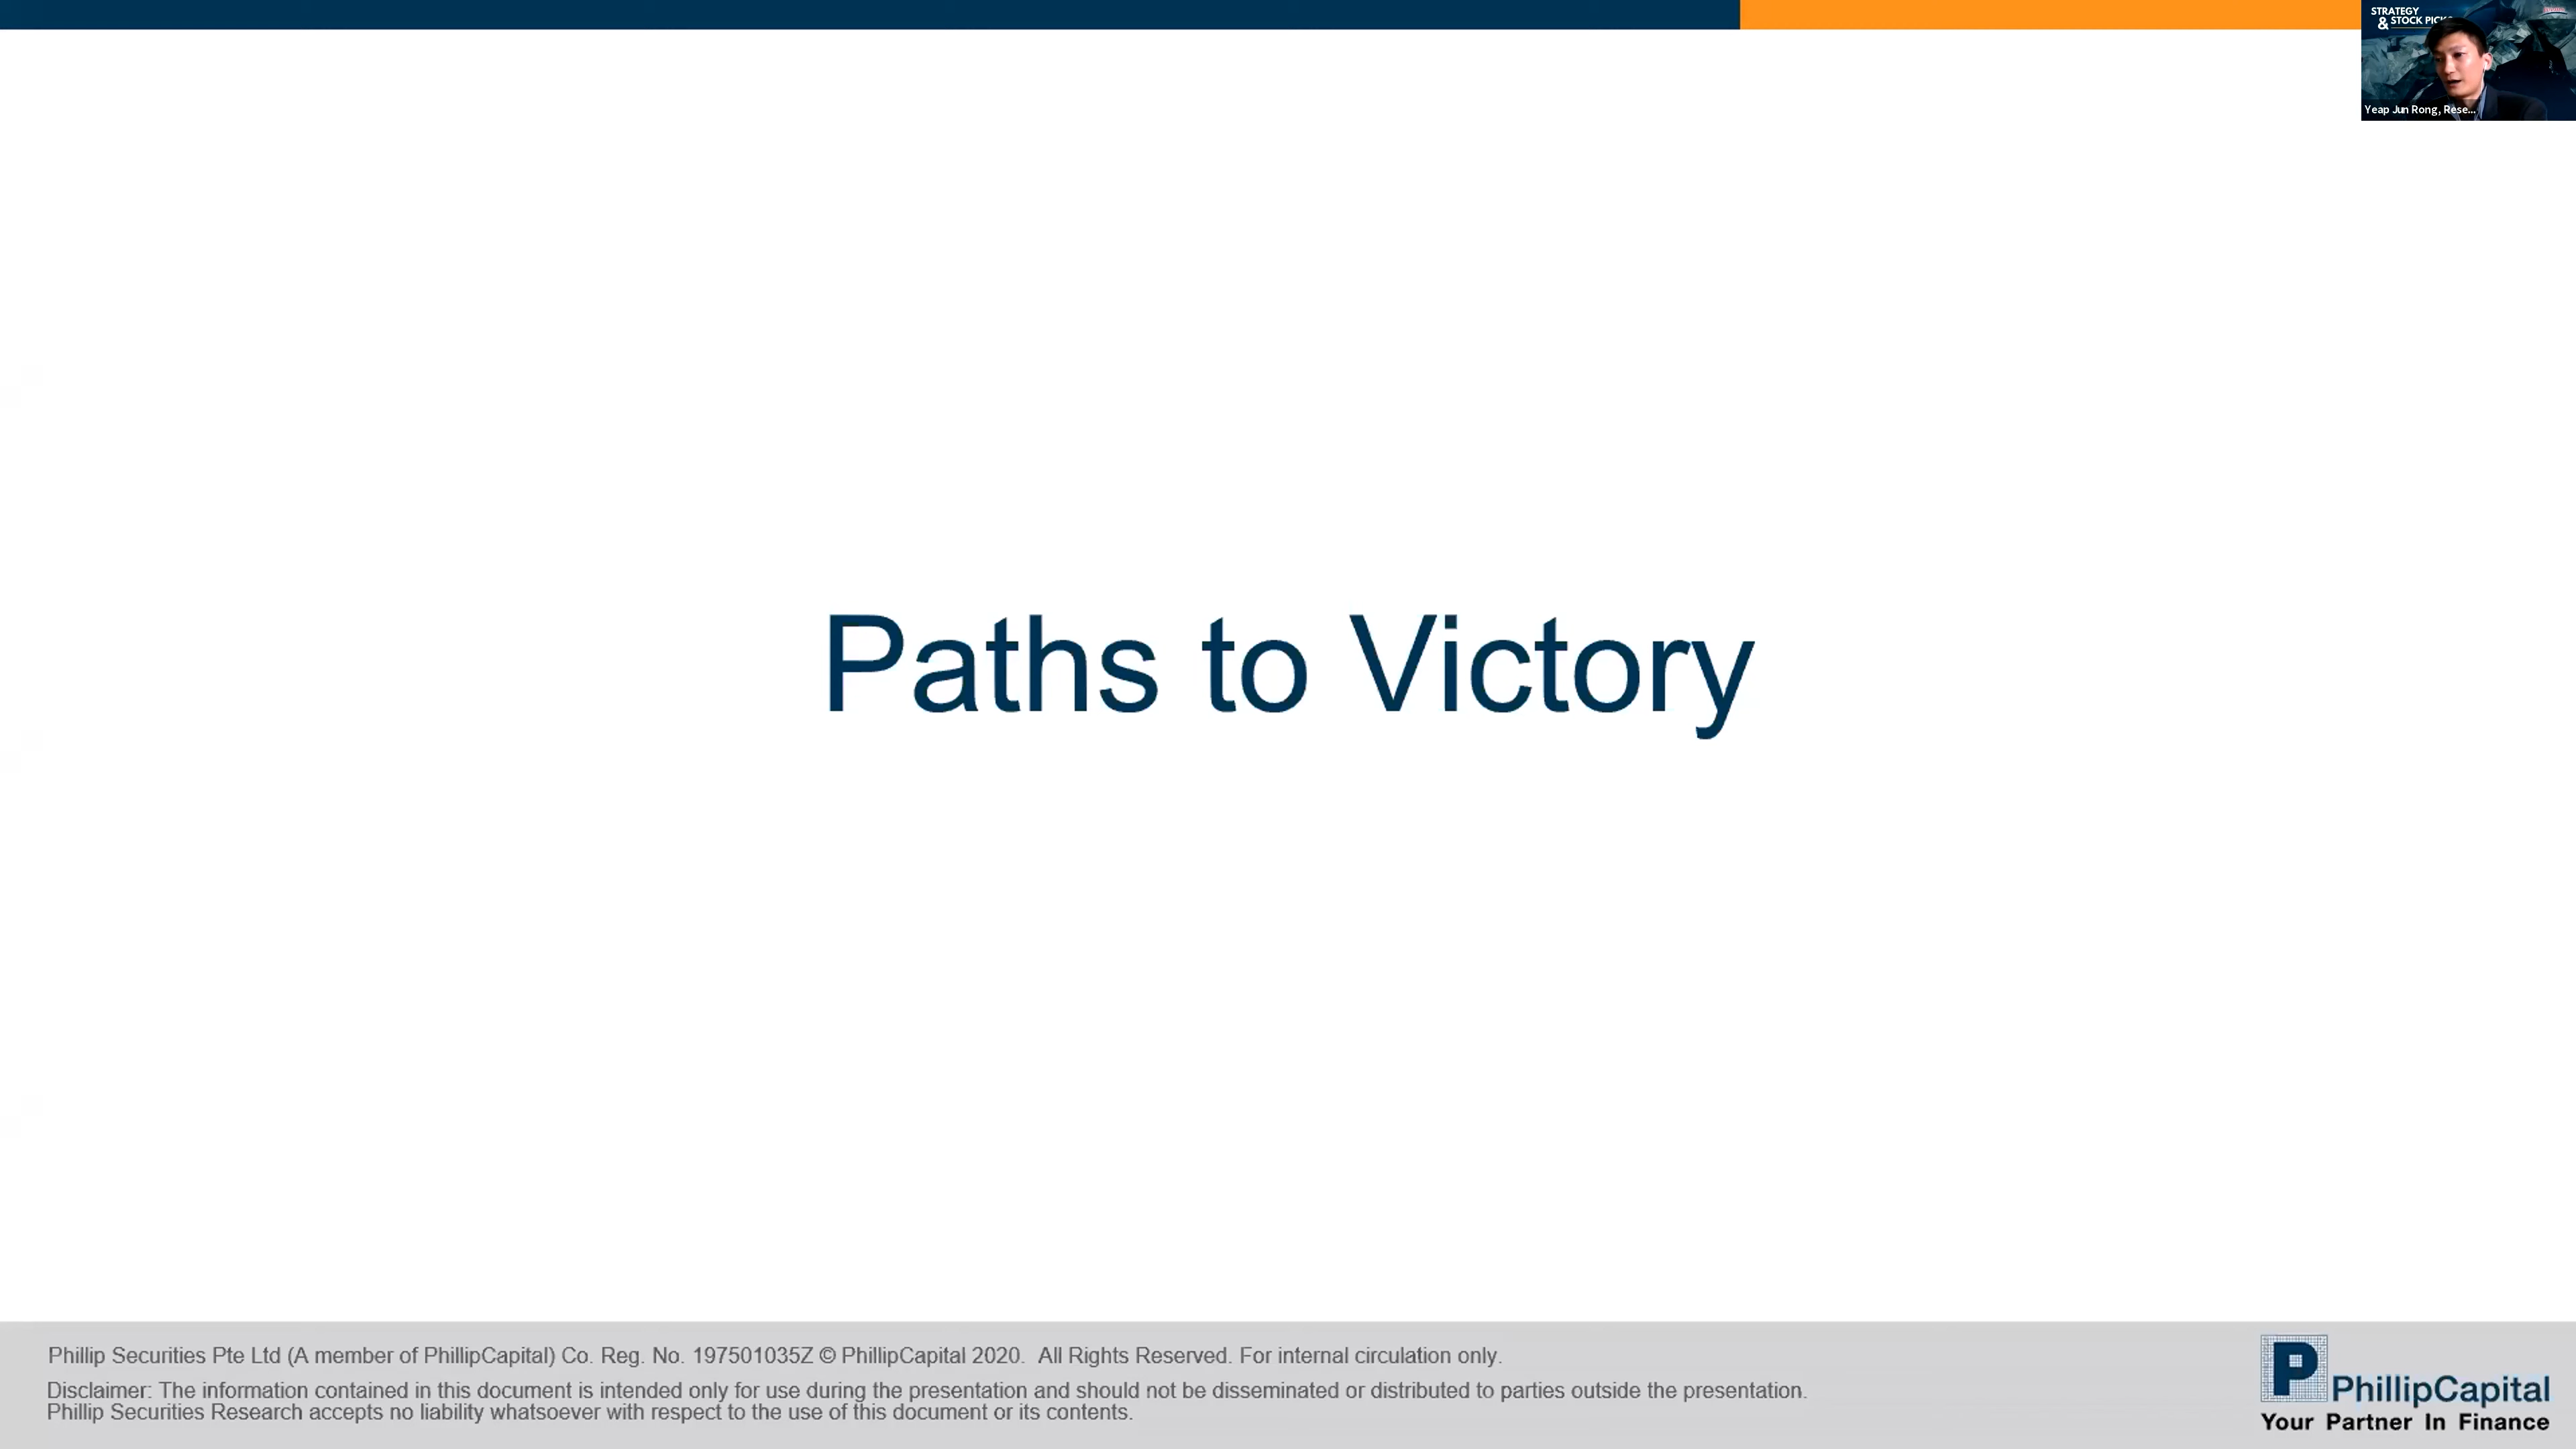 STRATEGY
& STOCK PICKS
Yeap Jun Rong, Rese...
Paths to Victory
Phillip Securities Pte Ltd (A member of PhillipCapital) Co. Reg. No. 197501035Z © PhillipCapital 2020.  All Rights Reserved. For internal circulation only.
Disclaimer: The information contained in this document is intended only for use during the presentation and should not be disseminated or distributed to parties outside the presentation.
Phillip Securities Research accepts no liability whatsoever with respect to the use of this document or its contents.
PhillipCapital
Your Partner In Finance